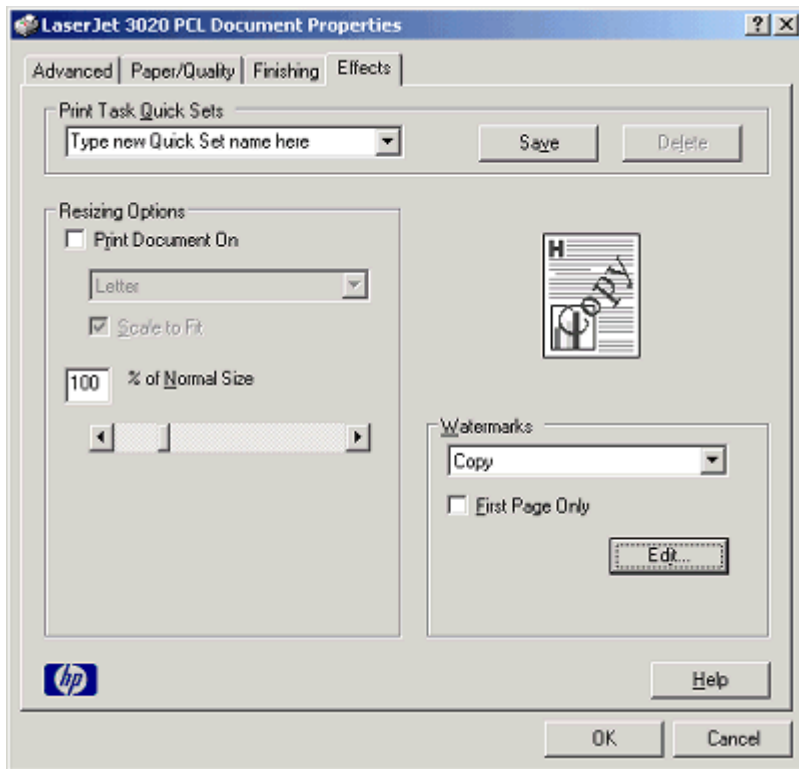 LaserJet 3020 PCL Document Properties
Advanced
Paper/Quality
Finishing
Effects
Print Task Quick Sets
Type new Quick Set name here
Save
Delete
Resizing Options
Print Document On
Letter
Scale to Fit
100 % of Normal Size
H
Copy
Watermarks
Copy
First Page Only
Edit...
hp
Help
OK
Cancel